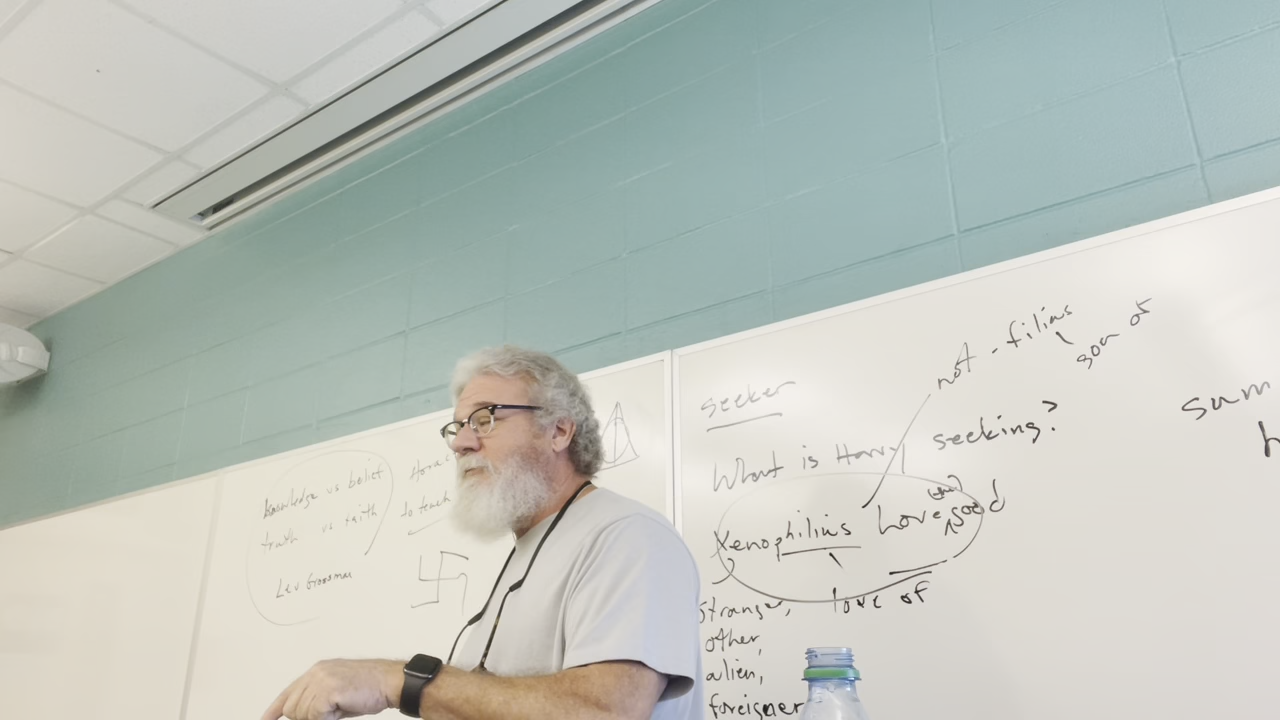 knowledge vs belief
truth vs faith
Lev Grossman
to teach
seeker
not - filius
son of
What is Harry seeking?
Xenophilius Lovegood
love of
stranger,
other,
alien,
foreigner
sum
h